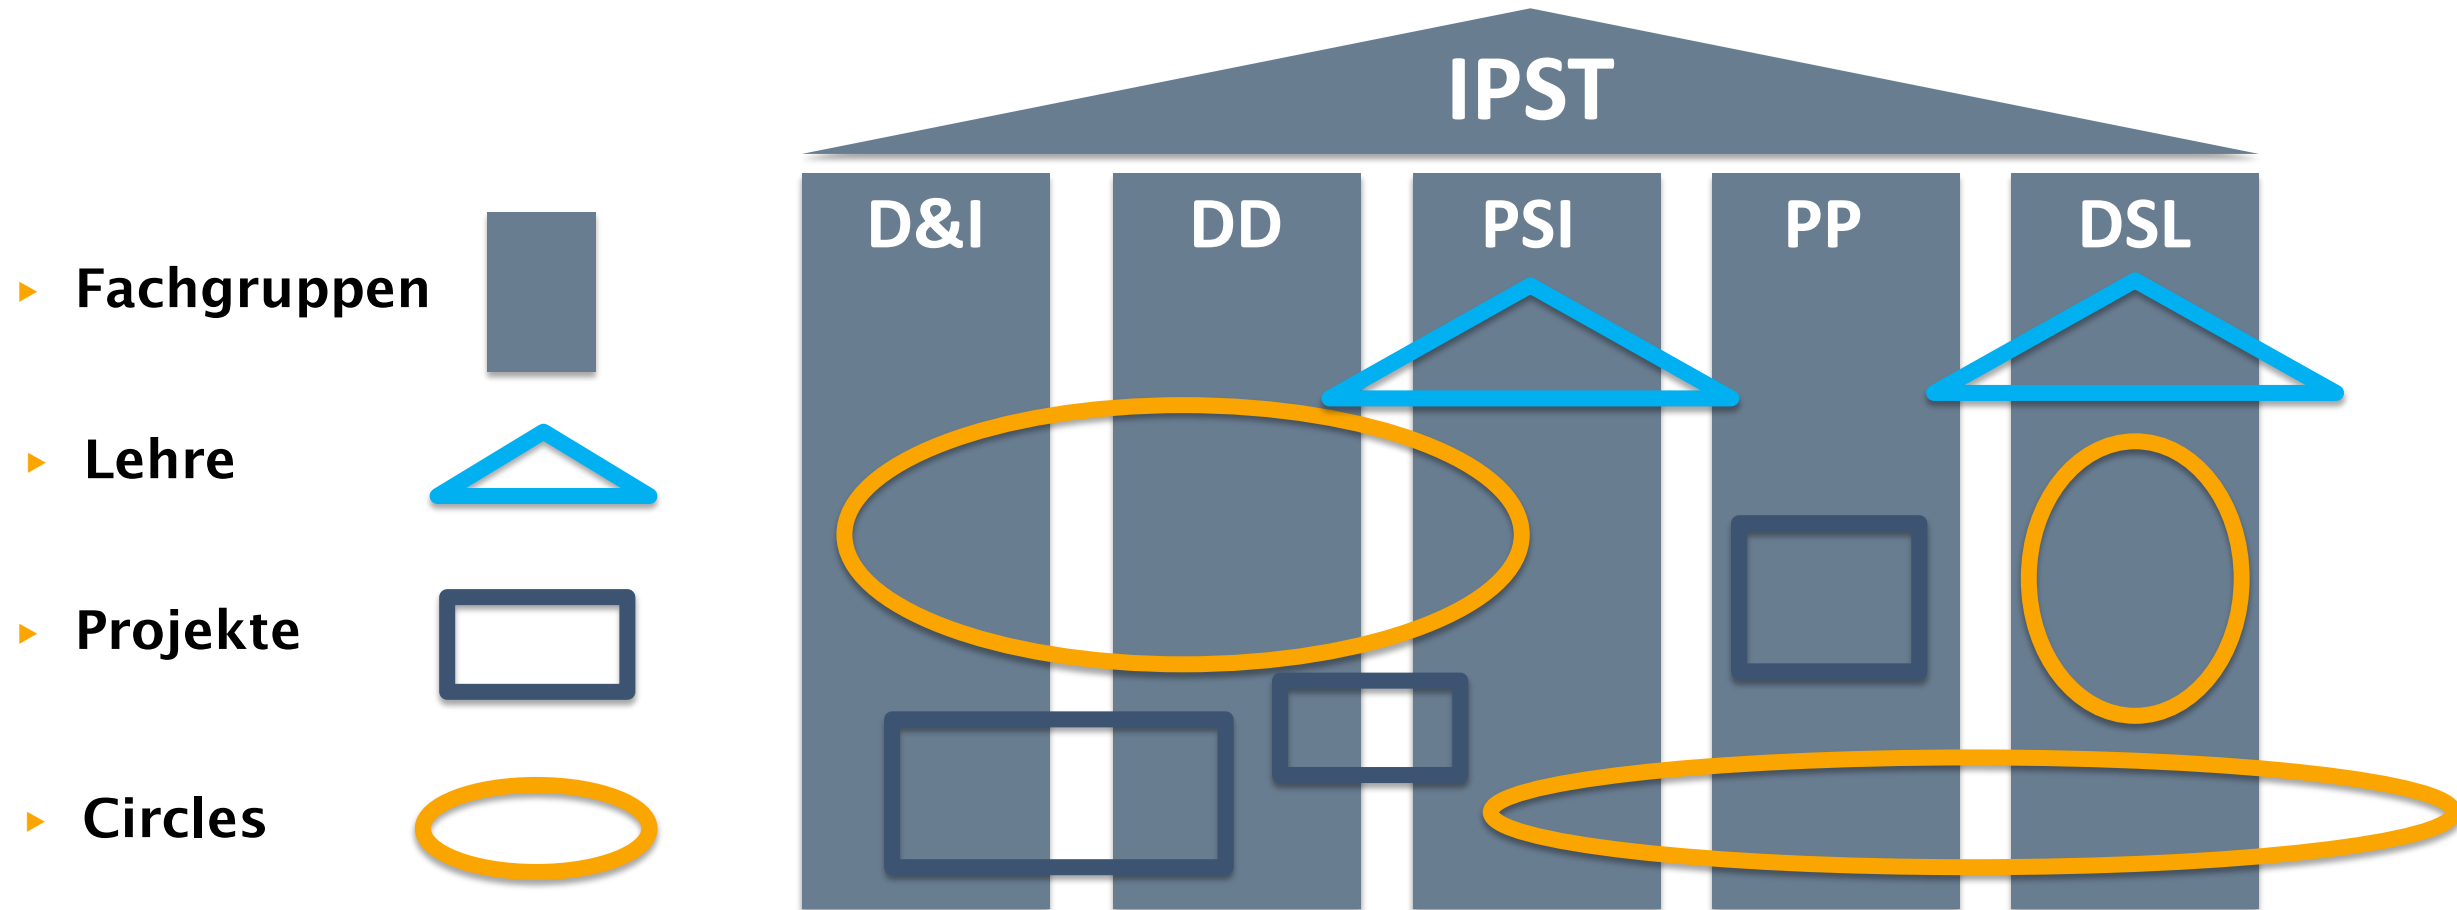 IPST
D&I
DD
PSI
PP
DSL
Fachgruppen
Lehre
Projekte
Circles